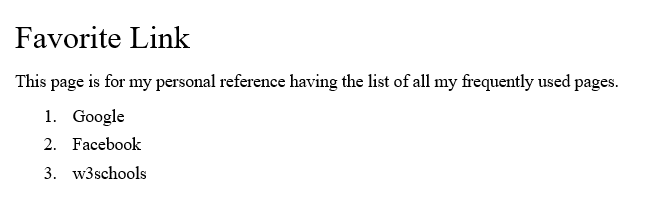 Favorite Link
This page is for my personal reference having the list of all my frequently used pages.
1. Google
2. Facebook
3. w3schools